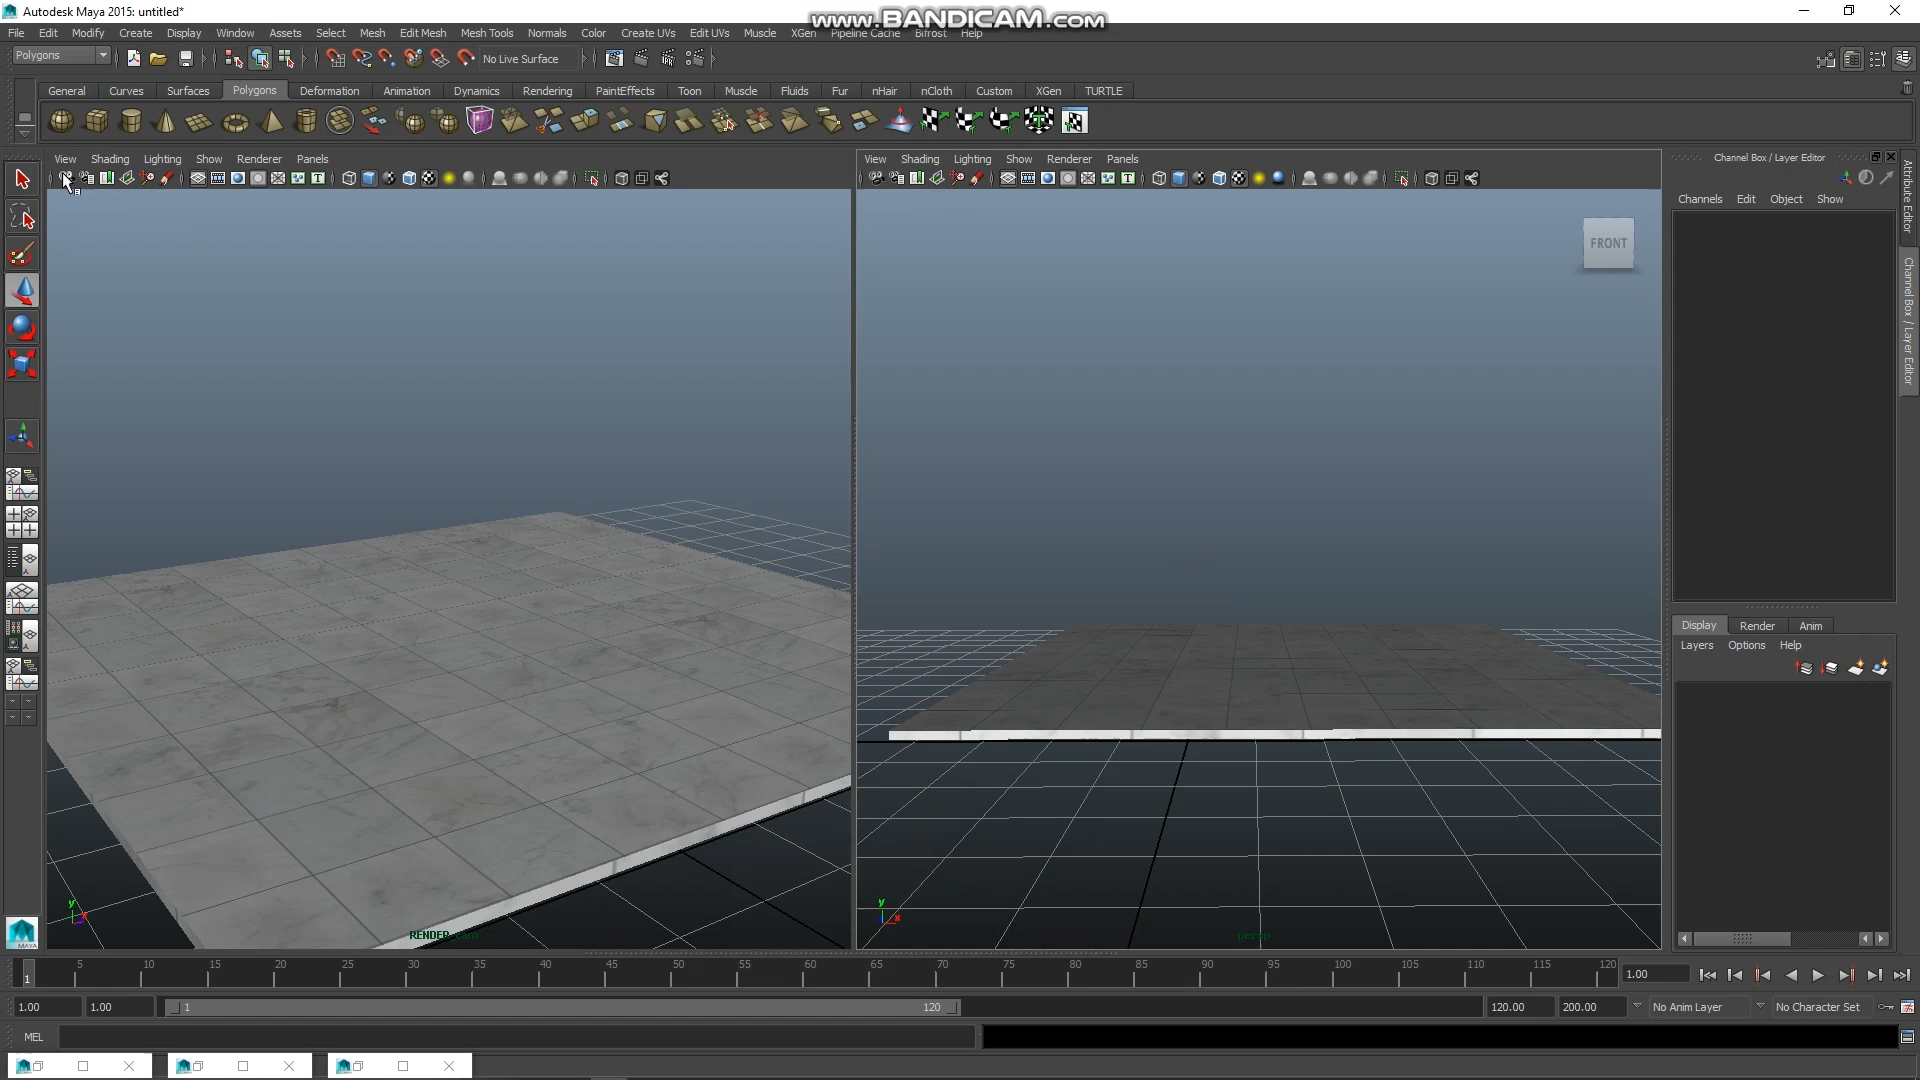 Autodesk Maya 2015: untitled*
www.BANDICAM.com
File Edit Modify Create Display Window Assets Select Mesh Edit Mesh Mesh Tools Normals Color Create UVs Edit UVs Muscle XGen Pipeline Cache Bifrost Help
Polygons No Live Surface
General Curves Surfaces Polygons Deformation Animation Dynamics Rendering PaintEffects Toon Muscle Fluids Fur nHair nCloth Custom XGen TURTLE
View Shading Lighting Show Renderer Panels
View Shading Lighting Show Renderer Panels
Channel Box / Layer Editor
Channels Edit Object Show
Attribute Editor
Channel Box / Layer Editor
FRONT
Display Render Anim
Layers Options Help
y
x
y
x
persp
MAYA
1 5 10 15 20 25 30 35 40 45 50 55 60 65 70 75 80 85 90 95 100 105 110 115 120 1.00
1.00 1.00 1 120 120.00 200.00 No Anim Layer No Character Set
MEL